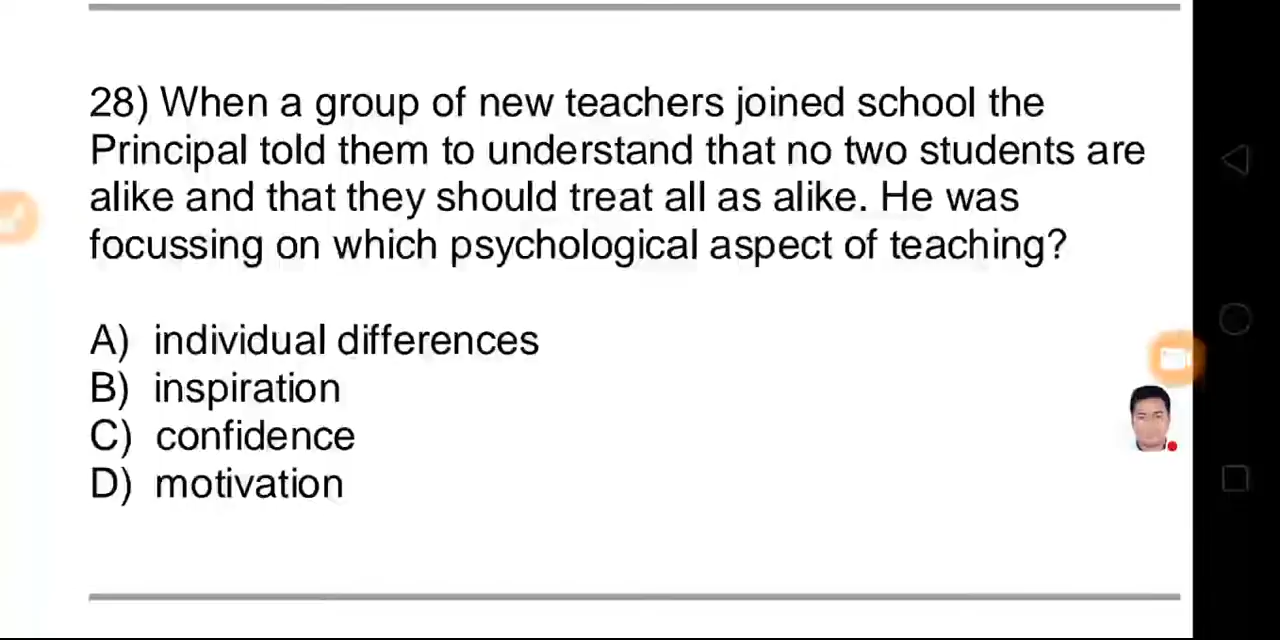 28) When a group of new teachers joined school the
Principal told them to understand that no two students are
alike and that they should treat all as alike. He was
focussing on which psychological aspect of teaching?
A) individual differences
B) inspiration
C) confidence
D) motivation